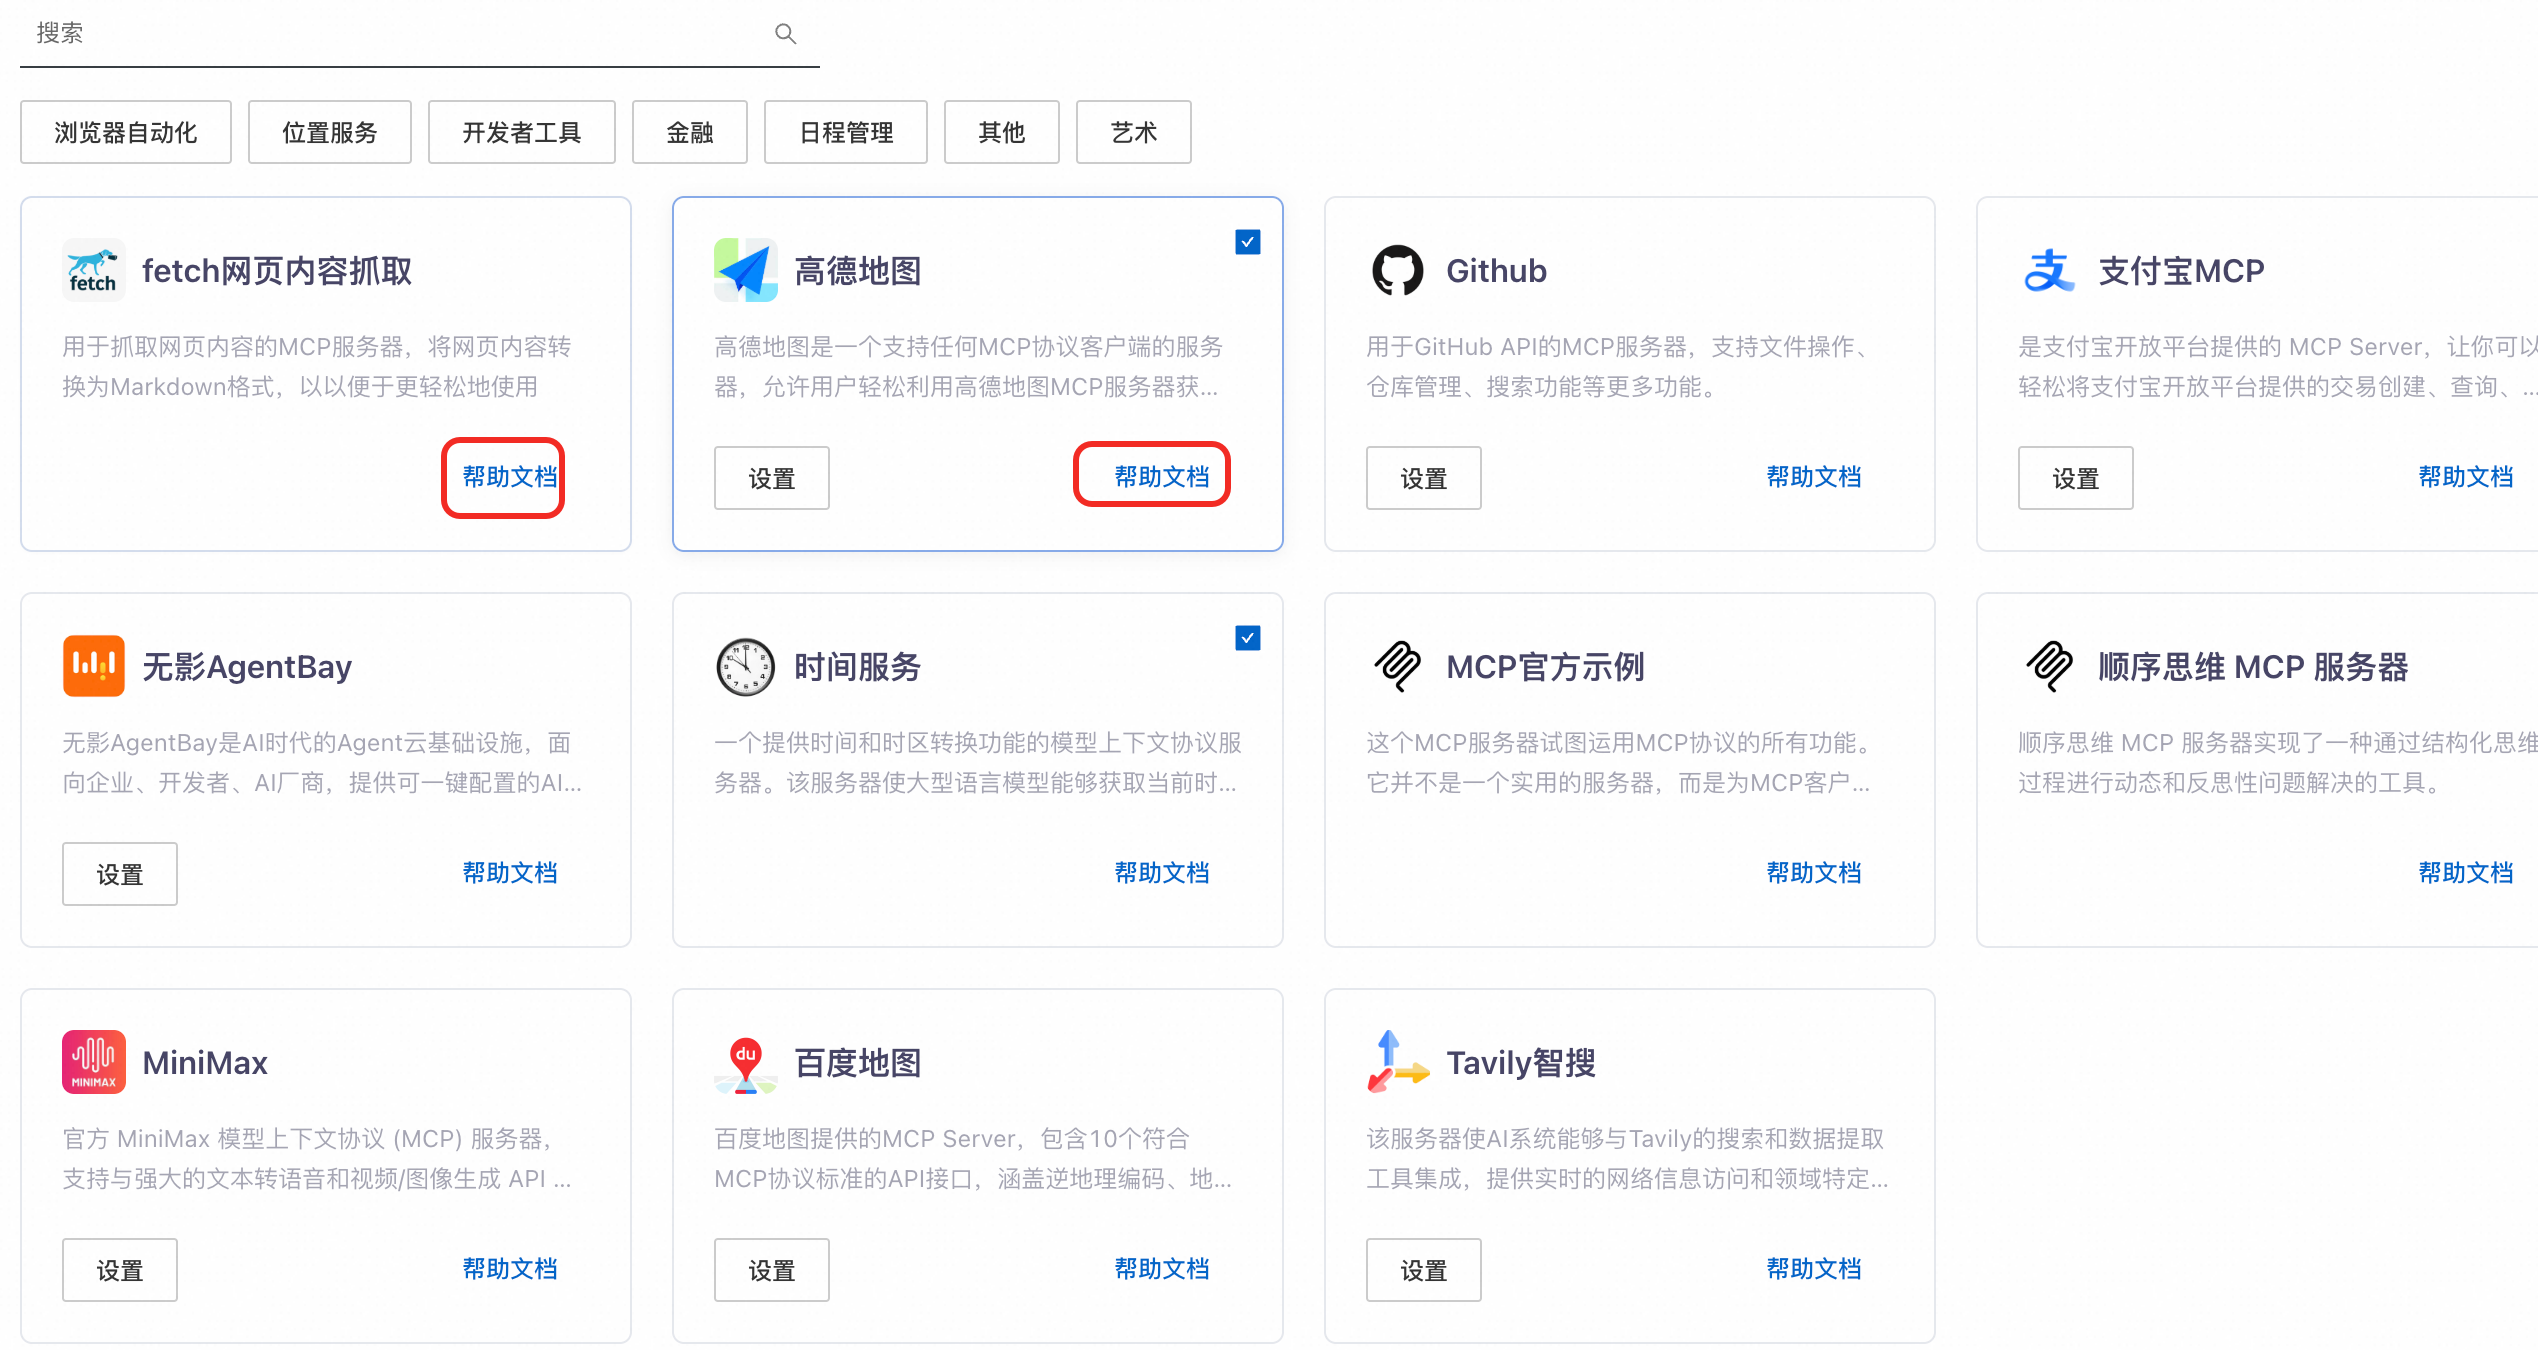 搜索
浏览器自动化
位置服务
开发者工具
金融
日程管理
其他
艺术
fetch
fetch网页内容抓取
用于抓取网页内容的MCP服务器，将网页内容转
换为Markdown格式，以以便于更轻松地使用
帮助文档
高德地图
高德地图是一个支持任何MCP协议客户端的服务
器，允许用户轻松利用高德地图MCP服务器获...
设置
帮助文档
Github
用于GitHub API的MCP服务器，支持文件操作、
仓库管理、搜索功能等更多功能。
设置
帮助文档
支
支付宝MCP
是支付宝开放平台提供的 MCP Server，让你可以
轻松将支付宝开放平台提供的交易创建、查询、...
设置
帮助文档
无影AgentBay
无影AgentBay是AI时代的Agent云基础设施，面
向企业、开发者、AI厂商，提供可一键配置的AI...
设置
帮助文档
时间服务
一个提供时间和时区转换功能的模型上下文协议服
务器。该服务器使大型语言模型能够获取当前时...
帮助文档
MCP官方示例
这个MCP服务器试图运用MCP协议的所有功能。
它并不是一个实用的服务器，而是为MCP客户...
帮助文档
顺序思维 MCP 服务器
顺序思维 MCP 服务器实现了一种通过结构化思维
过程进行动态和反思性问题解决的工具。
帮助文档
MINIMAX
MiniMax
官方 MiniMax 模型上下文协议 (MCP) 服务器，
支持与强大的文本转语音和视频/图像生成 API ...
设置
帮助文档
du
百度地图
百度地图提供的MCP Server，包含10个符合
MCP协议标准的API接口，涵盖逆地理编码、地...
设置
帮助文档
Tavily智搜
该服务器使AI系统能够与Tavily的搜索和数据提取
工具集成，提供实时的网络信息访问和领域特定...
设置
帮助文档